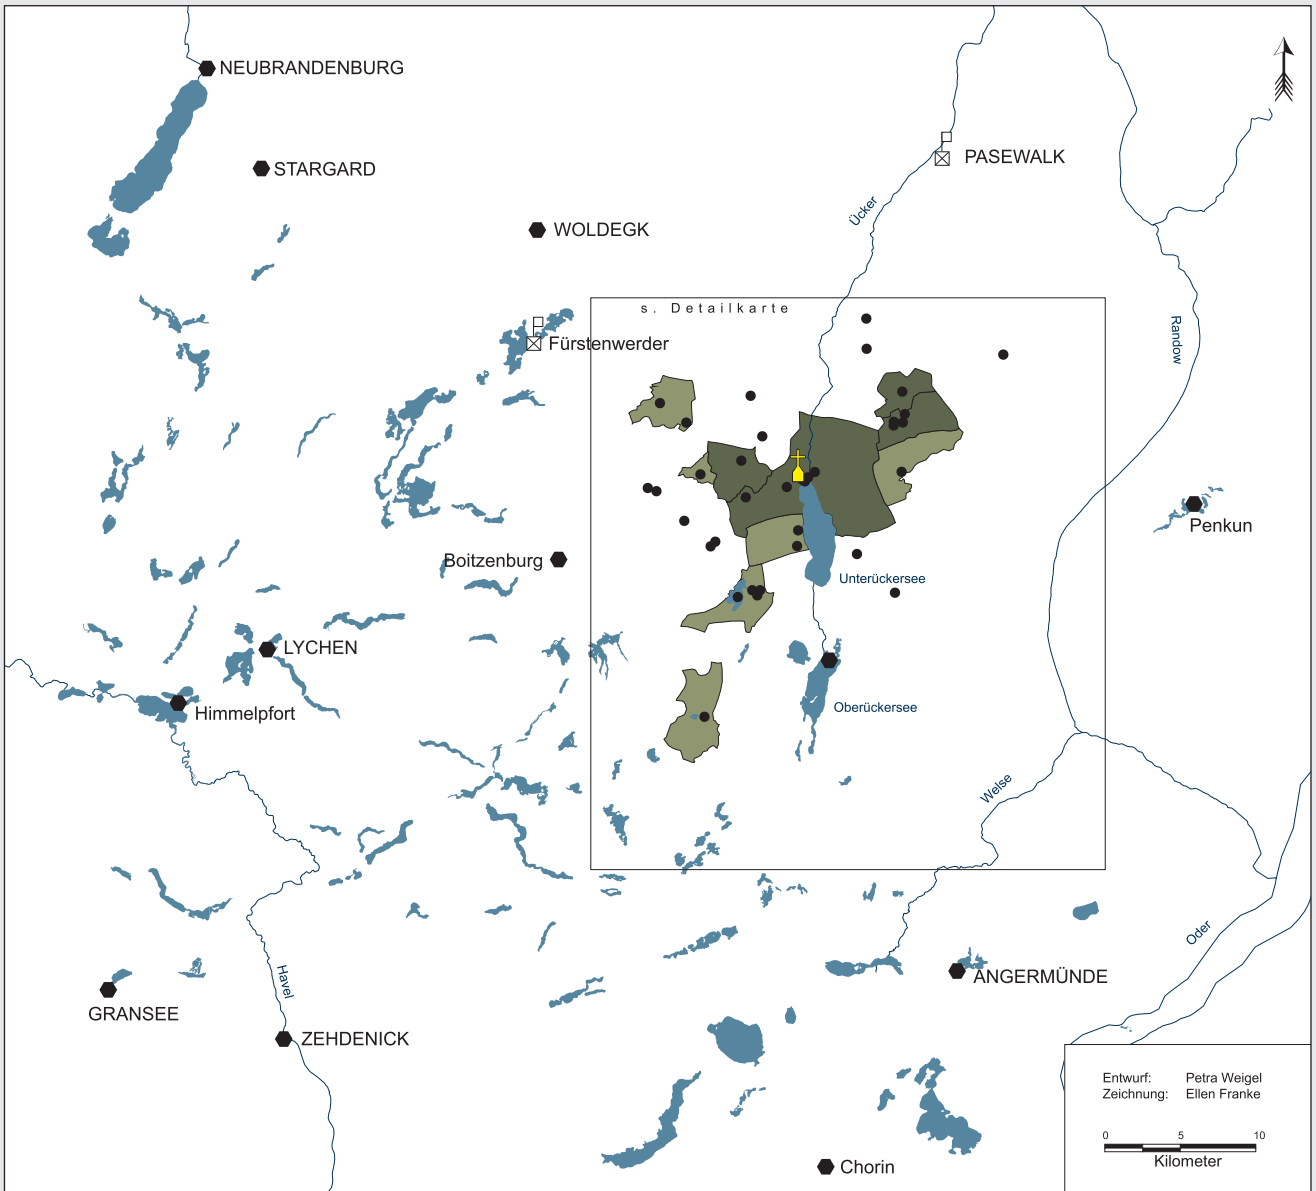 NEUBRANDENBURG
PASEWALK
STARGARD
Ücker
WOLDEGK
s. Detailkarte
Randow
Fürstenwerder
Penkun
Boitzenburg
Unterückersee
LYCHEN
Oberückersee
Himmelpfort
Welse
Oder
Havel
ANGERMÜNDE
GRANSEE
ZEHDENICK
Entwurf: Petra Weigel
Zeichnung: Ellen Franke
0 5 10
Kilometer
Chorin